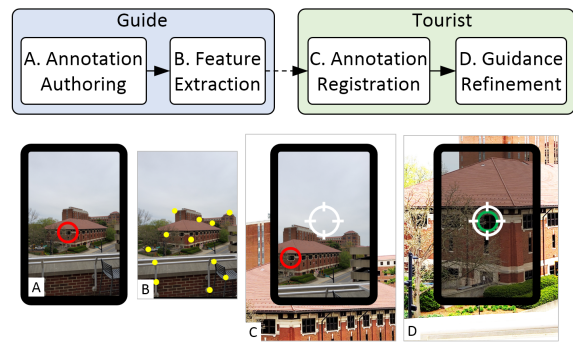 Guide
Tourist
A. Annotation
Authoring
B. Feature
Extraction
C. Annotation
Registration
D. Guidance
Refinement
A
B
C
D